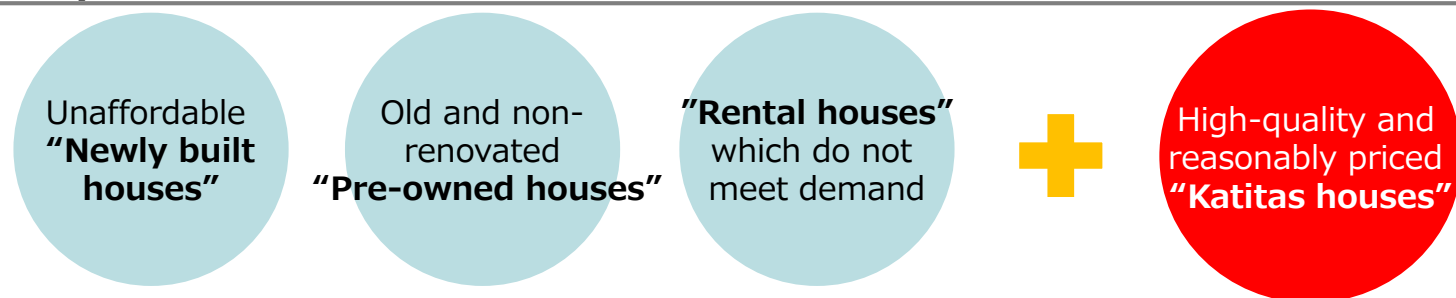 Unaffordable
“Newly built
houses”
Old and non-
renovated
“Pre-owned houses”
”Rental houses”
which do not
meet demand
High-quality and
reasonably priced
“Katitas houses”